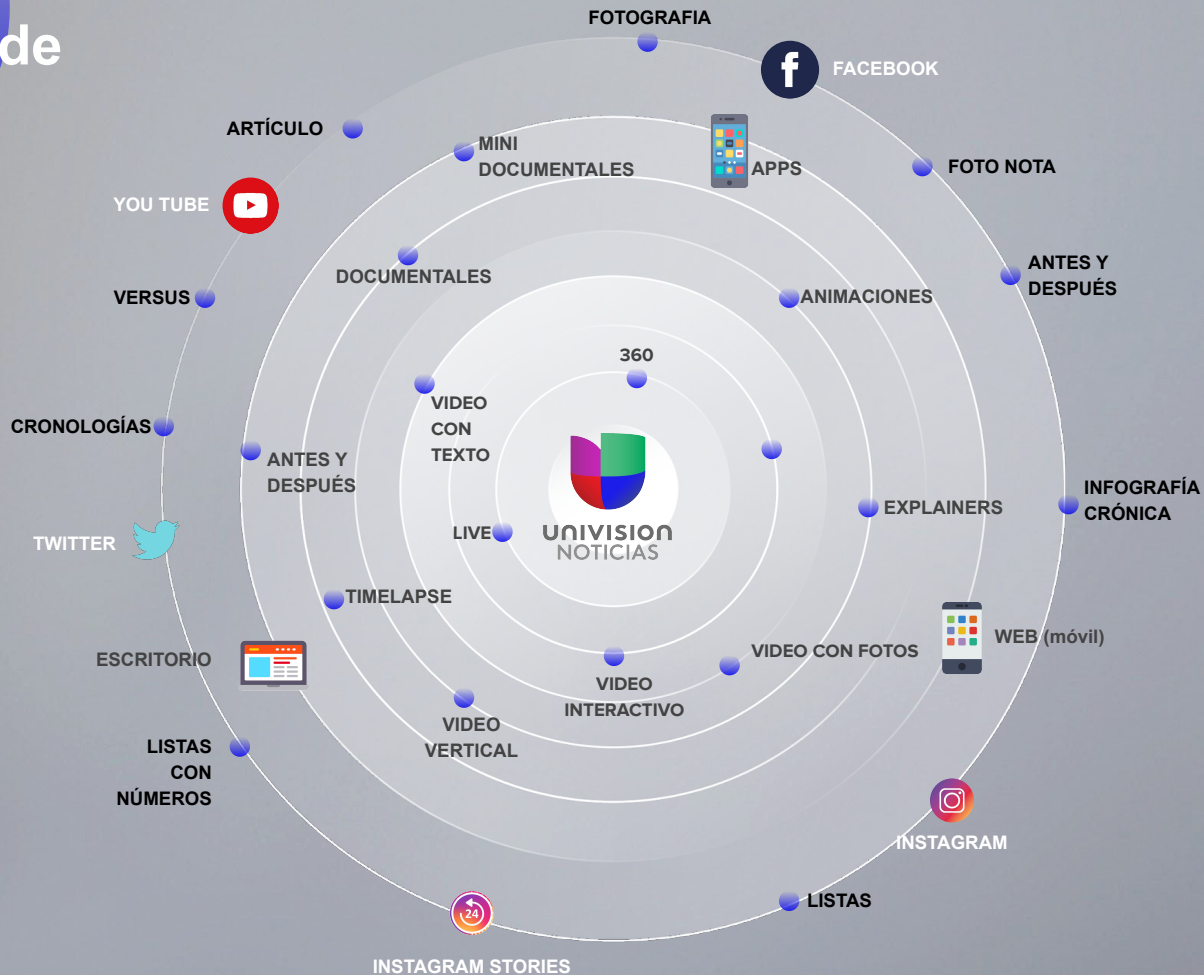 de
FOTOGRAFIA
FACEBOOK
ARTÍCULO
MINI
DOCUMENTALES
APPS
FOTO NOTA
YOU TUBE
DOCUMENTALES
ANTES Y
DESPUÉS
VERSUS
ANIMACIONES
360
VIDEO
CON
TEXTO
CRONOLOGÍAS
ANTES Y
DESPUÉS
INFOGRAFÍA
CRÓNICA
EXPLAINERS
LIVE
UNIVISION
NOTICIAS
TWITTER
TIMELAPSE
WEB (móvil)
ESCRITORIO
VIDEO CON FOTOS
VIDEO
INTERACTIVO
VIDEO
VERTICAL
LISTAS
CON
NÚMEROS
INSTAGRAM
LISTAS
24
INSTAGRAM STORIES